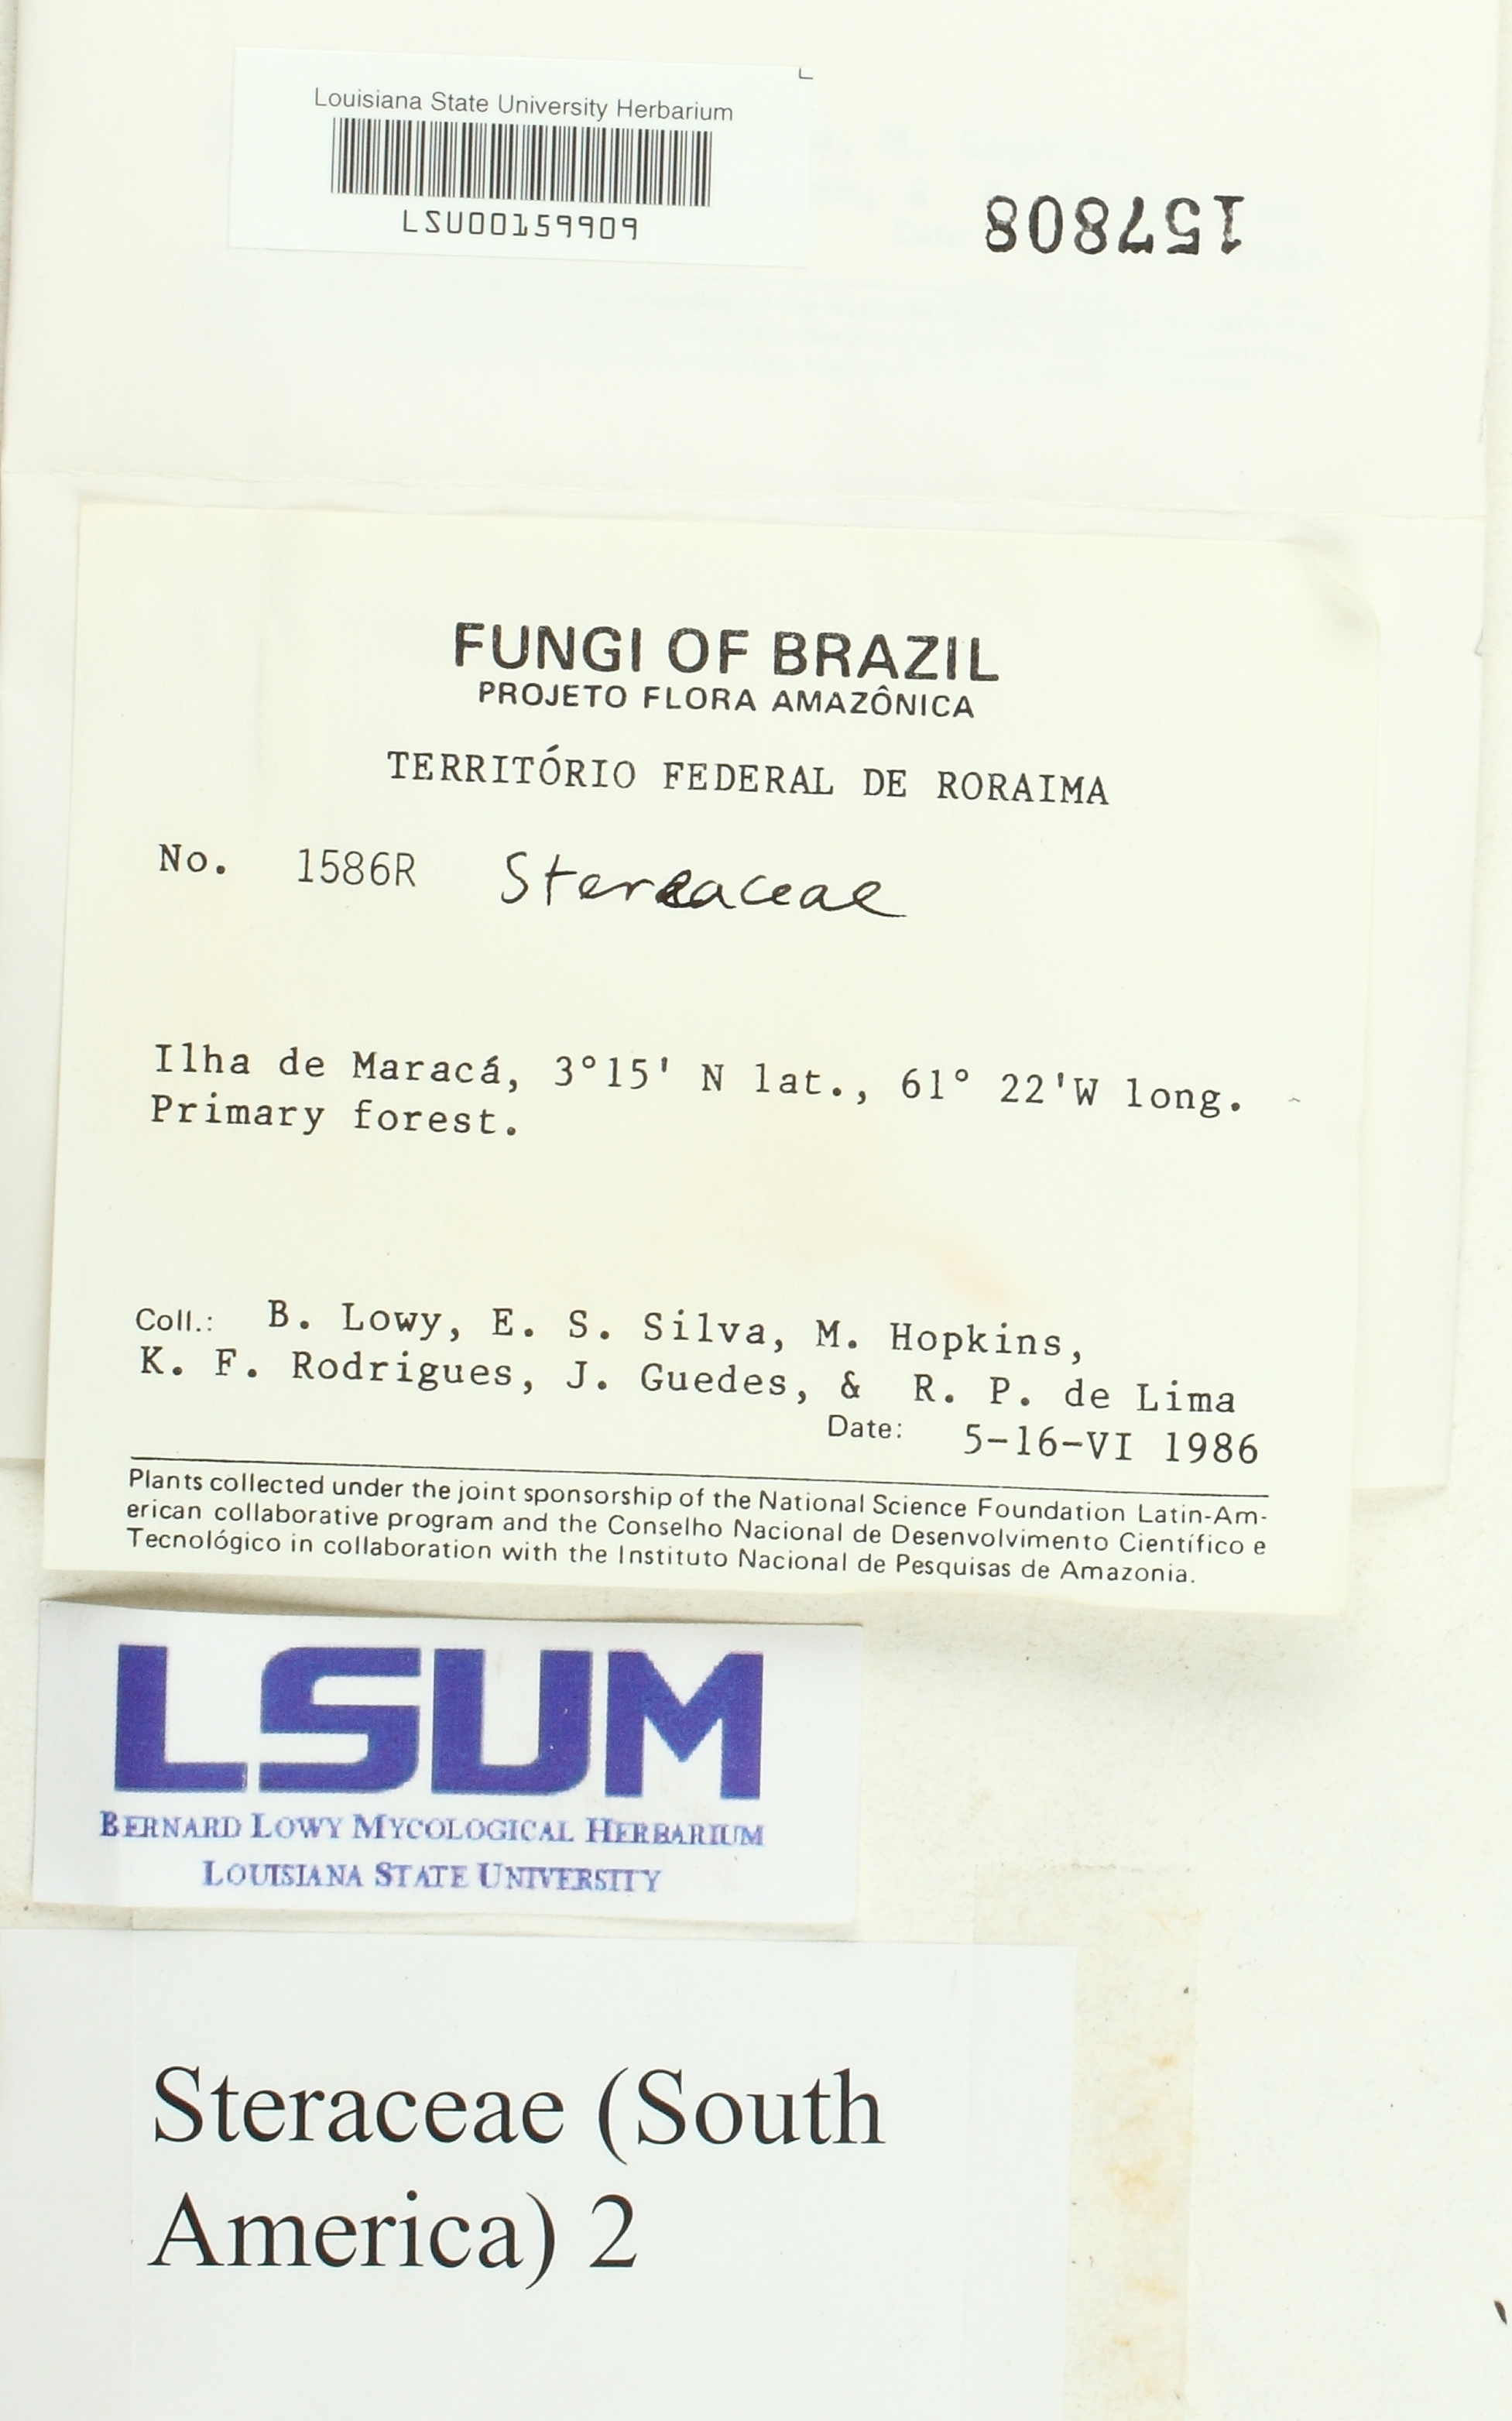 Louisiana State University Herbarium
LSU00159909
157808
FUNGI OF BRAZIL
PROJETO FLORA AMAZÔNICA
TERRITÓRIO FEDERAL DE RORAIMA
No. 1586R Stereaceae
Ilha de Maracá, 3°15' N lat., 61° 22'W long.
Primary forest.
Coll.: B. Lowy, E. S. Silva, M. Hopkins,
K. F. Rodrigues, J. Guedes, & R. P. de Lima
Date: 5-16-VI 1986
Plants collected under the joint sponsorship of the National Science Foundation Latin-Am-
erican collaborative program and the Conselho Nacional de Desenvolvimento Científico e
Tecnológico in collaboration with the Instituto Nacional de Pesquisas de Amazonia.
LSUM
BERNARD LOWY MYCOLOGICAL HERBARIUM
LOUISIANA STATE UNIVERSITY
Steraceae (South
America) 2